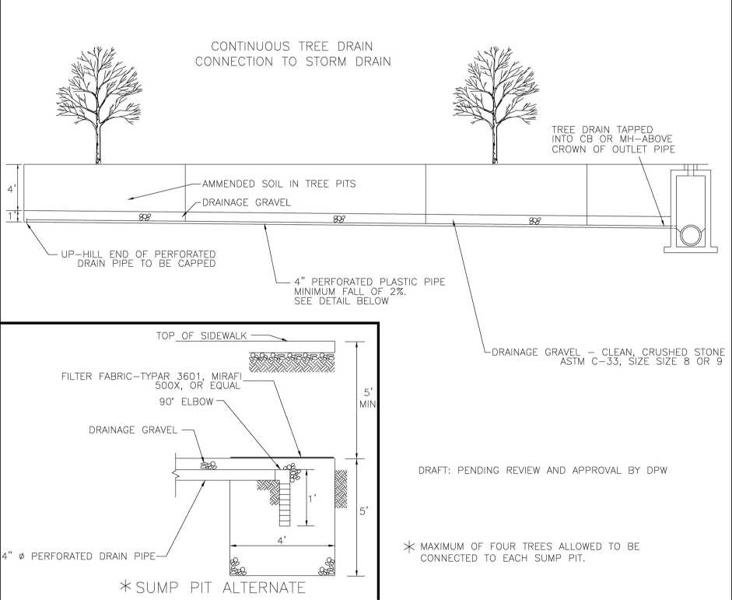 CONTINUOUS TREE DRAIN
CONNECTION TO STORM DRAIN
TREE DRAIN TAPPED
INTO CB OR MH-ABOVE
CROWN OF OUTLET PIPE
4'
AMMENDED SOIL IN TREE PITS
DRAINAGE GRAVEL
1'
UP-HILL END OF PERFORATED
DRAIN PIPE TO BE CAPPED
4" PERFORATED PLASTIC PIPE
MINIMUM FALL OF 2%.
SEE DETAIL BELOW
DRAINAGE GRAVEL - CLEAN, CRUSHED STONE
ASTM C-33, SIZE SIZE 8 OR 9
TOP OF SIDEWALK
FILTER FABRIC-TYPAR 3601, MIRAFI
500X, OR EQUAL
90° ELBOW
5'
MIN
DRAINAGE GRAVEL
1'
5'
4'
4" ø PERFORATED DRAIN PIPE
* SUMP PIT ALTERNATE
DRAFT: PENDING REVIEW AND APPROVAL BY DPW
* MAXIMUM OF FOUR TREES ALLOWED TO BE
CONNECTED TO EACH SUMP PIT.